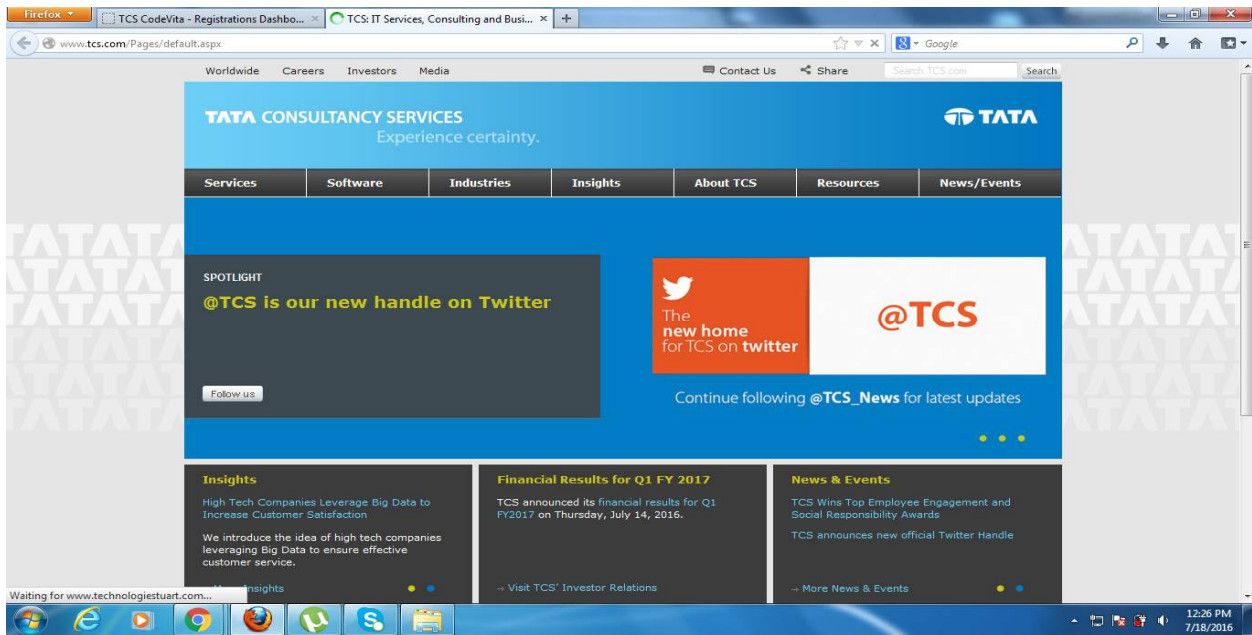 Firefox
TCS CodeVita - Registrations Dashbo...
TCS: IT Services, Consulting and Busi...
www.tcs.com/Pages/default.aspx
Google
Worldwide Careers Investors Media
Contact Us Share Search TCS.com Search
TATA CONSULTANCY SERVICES
Experience certainty.
TATA
Services Software Industries Insights About TCS Resources News/Events
SPOTLIGHT
@TCS is our new handle on Twitter
Follow us
The
new home
for TCS on twitter
@TCS
Continue following @TCS_News for latest updates
Insights
High Tech Companies Leverage Big Data to
Increase Customer Satisfaction
We introduce the idea of high tech companies
leveraging Big Data to ensure effective
customer service.
Insights
Financial Results for Q1 FY 2017
TCS announced its financial results for Q1
FY2017 on Thursday, July 14, 2016.
→ Visit TCS' Investor Relations
News & Events
TCS Wins Top Employee Engagement and
Social Responsibility Awards
TCS announces new official Twitter Handle
→ More News & Events
Waiting for www.technologiestuart.com...
12:26 PM
7/18/2016